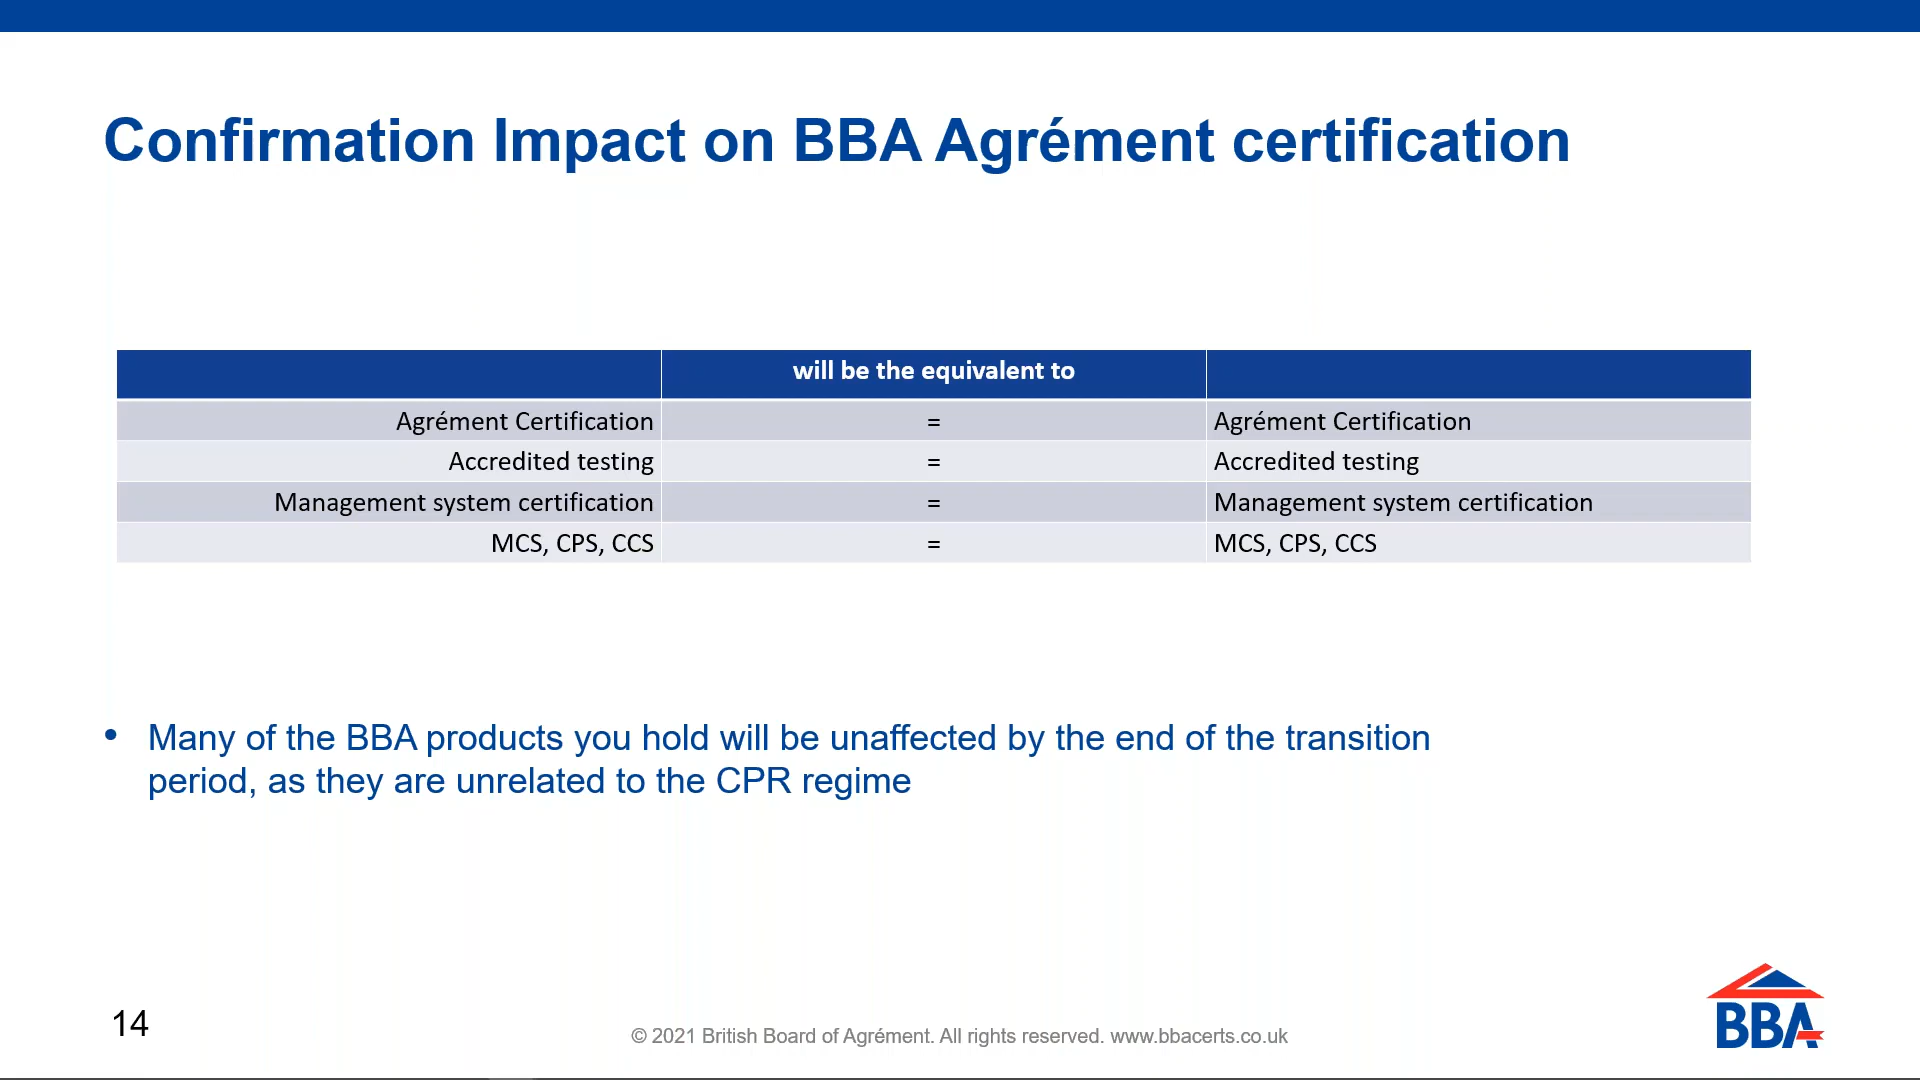 Confirmation Impact on BBA Agrément certification
will be the equivalent to
Agrément Certification = Agrément Certification
Accredited testing = Accredited testing
Management system certification = Management system certification
MCS, CPS, CCS = MCS, CPS, CCS
• Many of the BBA products you hold will be unaffected by the end of the transition
period, as they are unrelated to the CPR regime
14
© 2021 British Board of Agrément. All rights reserved. www.bbacerts.co.uk
BBA